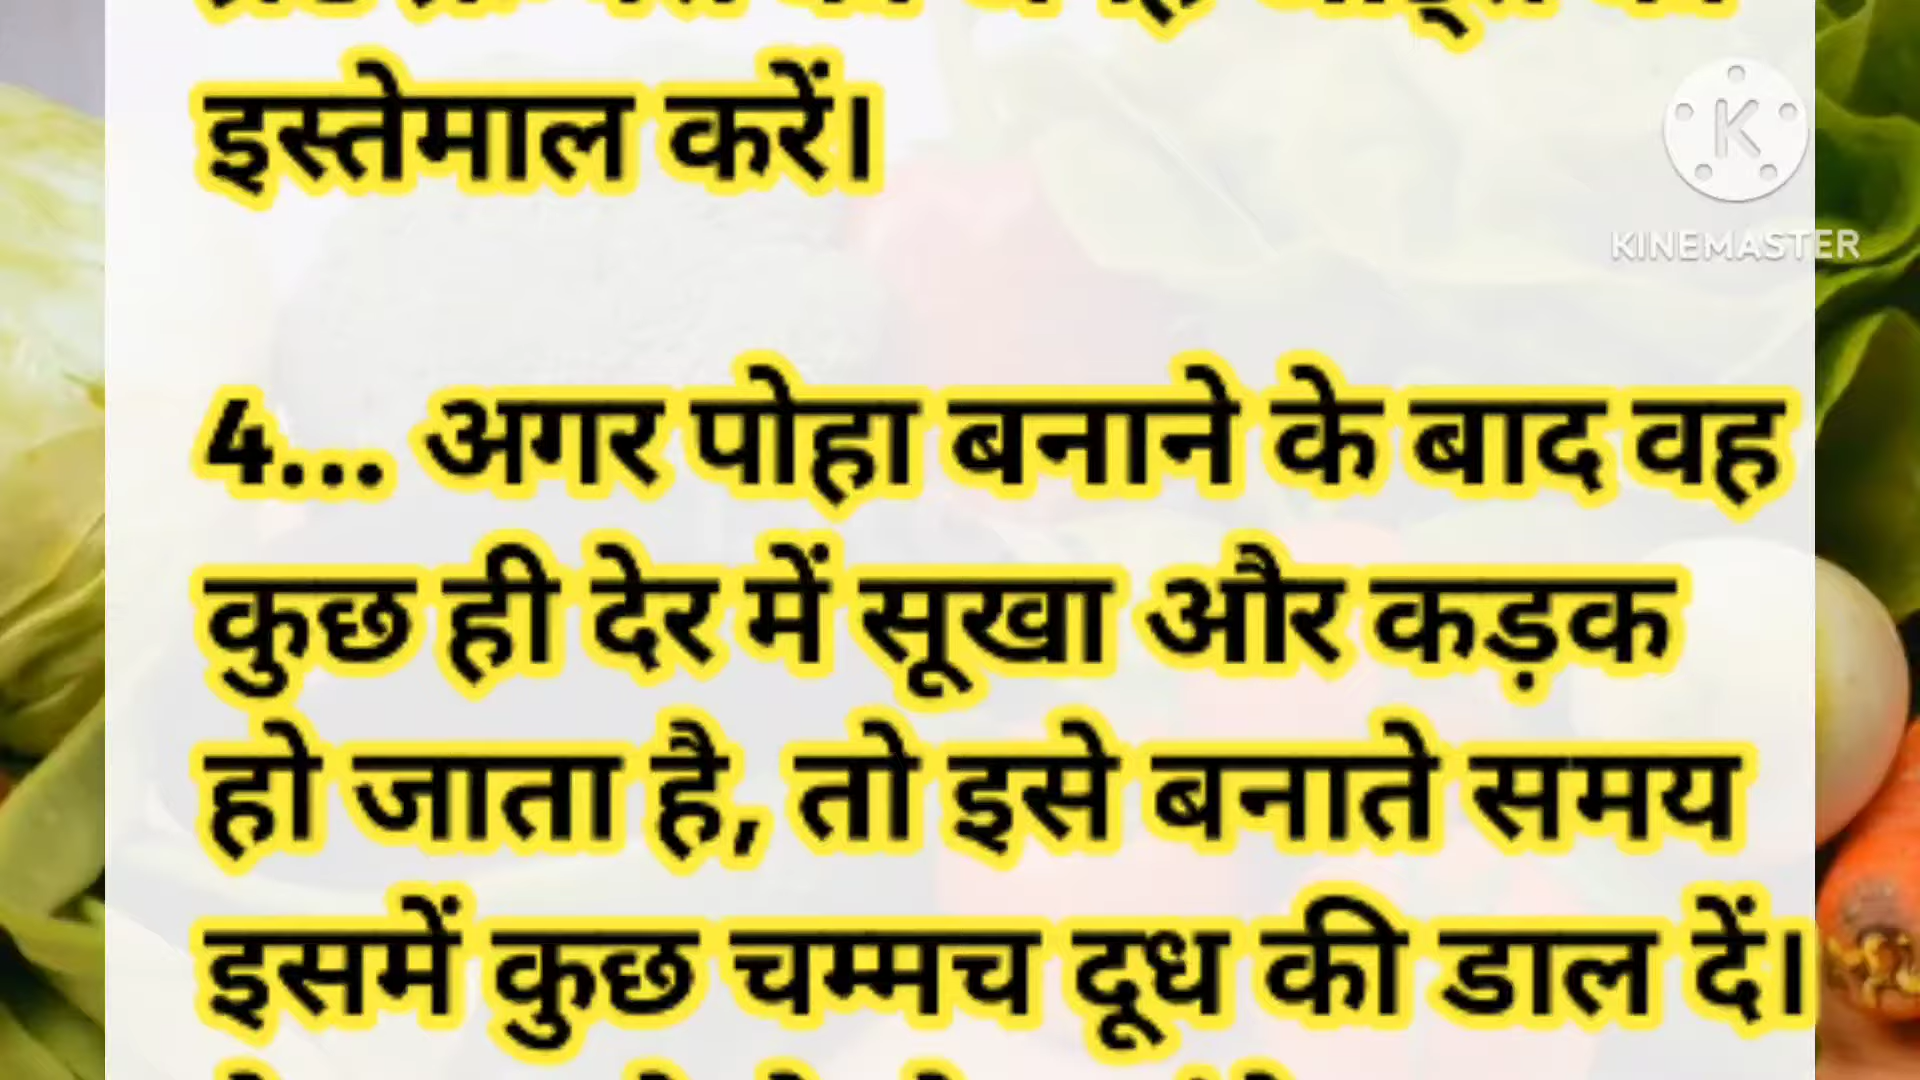 इस्तेमाल करें।
K
KINEMASTER
4... अगर पोहा बनाने के बाद वह
कुछ ही देर में सूखा और कड़क
हो जाता है, तो इसे बनाते समय
इसमें कुछ चम्मच दूध की डाल दें।